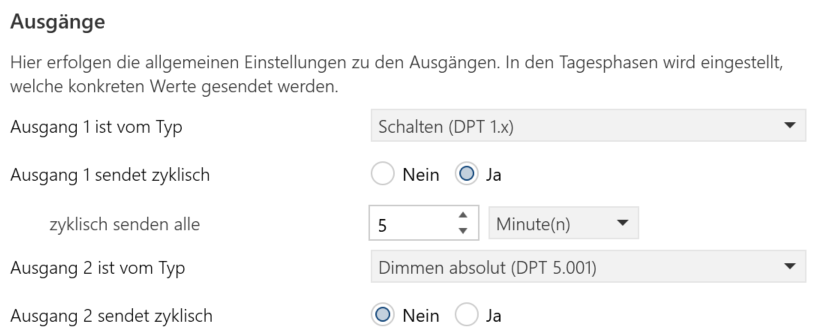 Ausgänge
Hier erfolgen die allgemeinen Einstellungen zu den Ausgängen. In den Tagesphasen wird eingestellt,
welche konkreten Werte gesendet werden.
Ausgang 1 ist vom Typ Schalten (DPT 1.x)
Ausgang 1 sendet zyklisch Nein Ja
zyklisch senden alle 5 Minute(n)
Ausgang 2 ist vom Typ Dimmen absolut (DPT 5.001)
Ausgang 2 sendet zyklisch Nein Ja